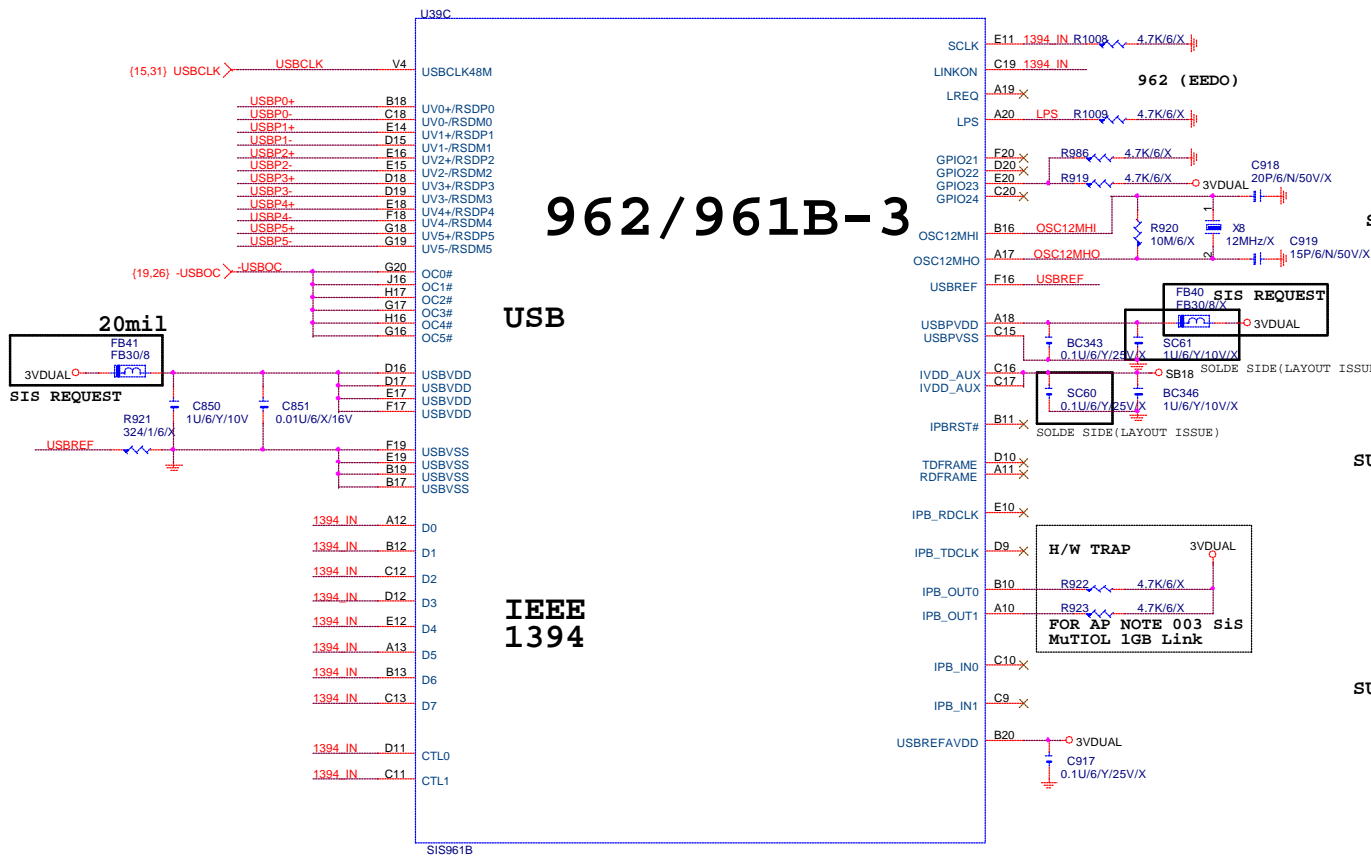 U39C
{15,31} USBCLK USBCLK V4 USBCLK48M
USBP0+ B18 UV0+/RSDP0
USBP0- C18 UV0-/RSDM0
USBP1+ E14 UV1+/RSDP1
USBP1- D15 UV1-/RSDM1
USBP2+ E16 UV2+/RSDP2
USBP2- E15 UV2-/RSDM2
USBP3+ D18 UV3+/RSDP3
USBP3- D19 UV3-/RSDM3
USBP4+ E18 UV4+/RSDP4
USBP4- F18 UV4-/RSDM4
USBP5+ G18 UV5+/RSDP5
USBP5- G19 UV5-/RSDM5
{19,26} -USBOC -USBOC G20 OC0#
J16 OC1#
H17 OC2#
G17 OC3#
H16 OC4#
G16 OC5#
20mil
FB41
FB30/8
3VDUAL
SIS REQUEST
D16 USBVDD
D17 USBVDD
E17 USBVDD
F17 USBVDD
C850
1U/6/Y/10V
C851
0.01U/6/X/16V
R921
324/1/6/X
USBREF
F19 USBVSS
E19 USBVSS
B19 USBVSS
B17 USBVSS
1394_IN A12 D0
1394_IN B12 D1
1394_IN C12 D2
1394_IN D12 D3
1394_IN E12 D4
1394_IN A13 D5
1394_IN B13 D6
1394_IN C13 D7
1394_IN D11 CTL0
1394_IN C11 CTL1
962/961B-3
USB
IEEE
1394
SIS961B
SCLK E11 1394_IN R1008 4.7K/6/X
LINKON C19 1394_IN
962 (EEDO)
LREQ A19
LPS A20 LPS R1009 4.7K/6/X
GPIO21 F20
GPIO22 D20
GPIO23 E20
GPIO24 C20
R986 4.7K/6/X
R919 4.7K/6/X 3VDUAL
C918
20P/6/N/50V/X
OSC12MHI B16 OSC12MHI
R920
10M/6/X
1
X8
12MHz/X
2
C919
15P/6/N/50V/X
OSC12MHO A17 OSC12MHO
USBREF F16 USBREF
FB40
FB30/8/X
SIS REQUEST
3VDUAL
USBPVDD A18
USBPVSS C15
BC343
0.1U/6/Y/25V/X
SC61
1U/6/Y/10V/X
SOLDE SIDE(LAYOUT ISSUE
IVDD_AUX C16 SB18
IVDD_AUX C17
SC60
0.1U/6/Y/25V/X
BC346
1U/6/Y/10V/X
SOLDE SIDE(LAYOUT ISSUE)
IPBRST# B11
TDFRAME D10
RDFRAME A11
IPB_RDCLK E10
IPB_TDCLK D9
H/W TRAP 3VDUAL
IPB_OUT0 B10 R922 4.7K/6/X
IPB_OUT1 A10 R923 4.7K/6/X
FOR AP NOTE 003 SiS
MuTIOL 1GB Link
IPB_IN0 C10
IPB_IN1 C9
USBREFAVDD B20 3VDUAL
C917
0.1U/6/Y/25V/X